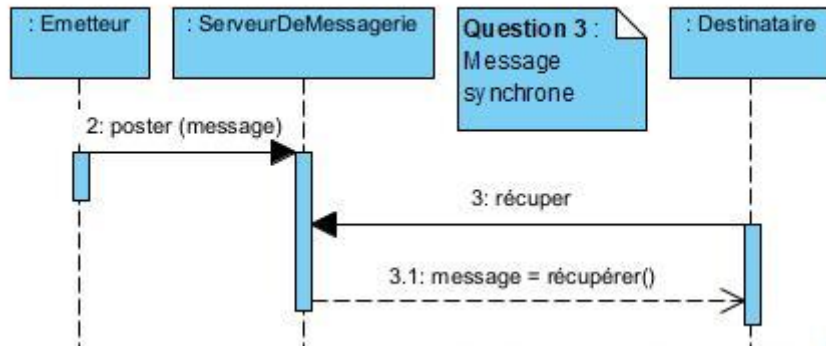 : Emetteur
: ServeurDeMessagerie
Question 3 :
Message
synchrone
: Destinataire
2: poster (message)
3: récuper
3.1: message = récupérer()